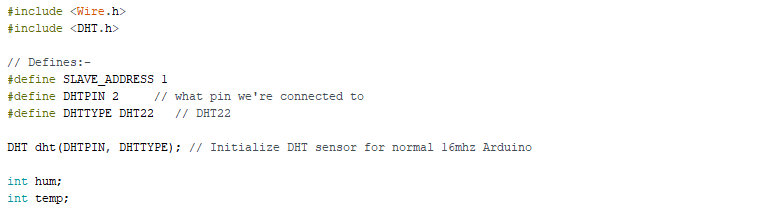 #include <Wire.h>
#include <DHT.h>
// Defines:-
#define SLAVE_ADDRESS 1
#define DHTPIN 2     // what pin we're connected to
#define DHTTYPE DHT22   // DHT22
DHT dht(DHTPIN, DHTTYPE); // Initialize DHT sensor for normal 16mhz Arduino
int hum;
int temp;